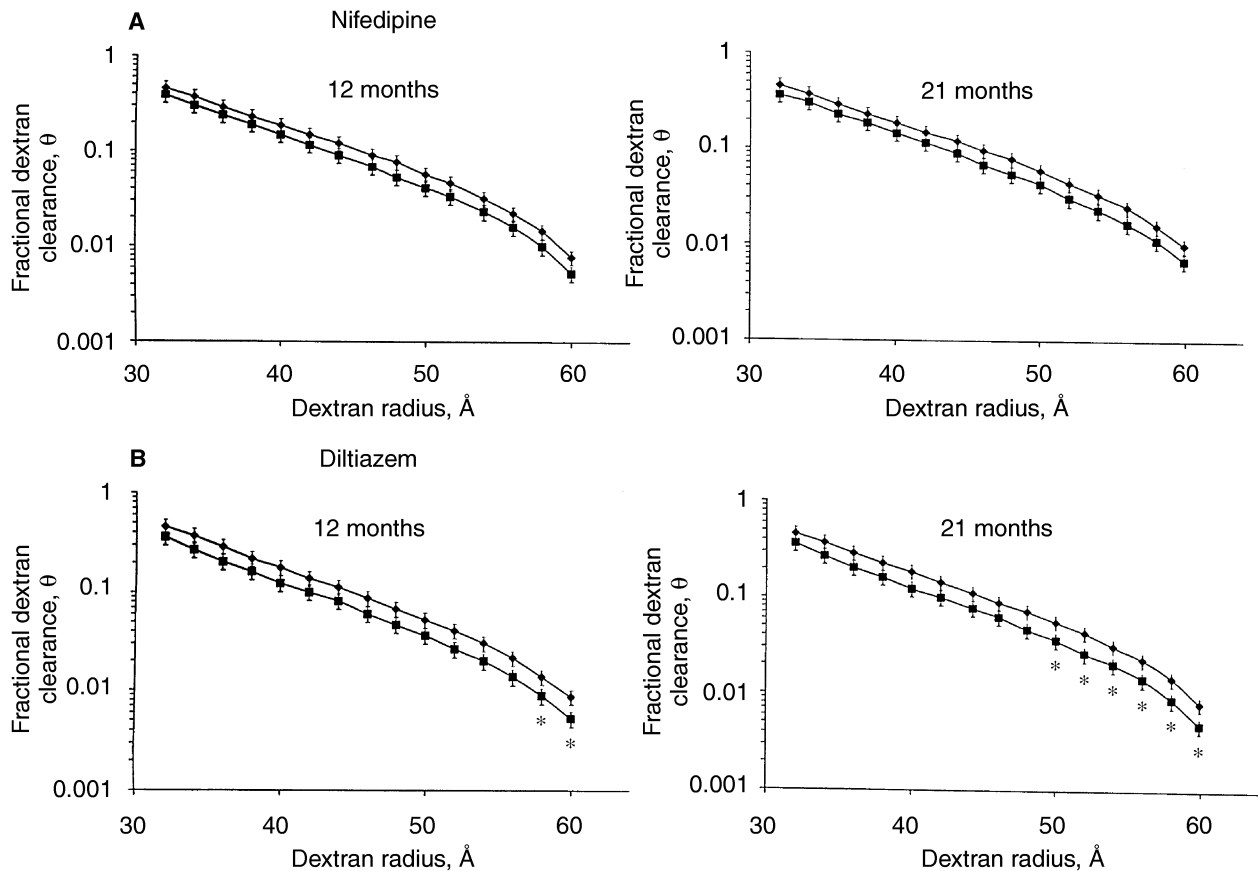 A
Nifedipine
1
0.1
0.01
0.001
Fractional dextran
clearance, θ
12 months
30
40
50
60
Dextran radius, Å
1
0.1
0.01
0.001
Fractional dextran
clearance, θ
21 months
30
40
50
60
Dextran radius, Å
B
Diltiazem
1
0.1
0.01
0.001
Fractional dextran
clearance, θ
12 months
*
*
30
40
50
60
Dextran radius, Å
1
0.1
0.01
0.001
Fractional dextran
clearance, θ
21 months
*
*
*
*
*
*
30
40
50
60
Dextran radius, Å